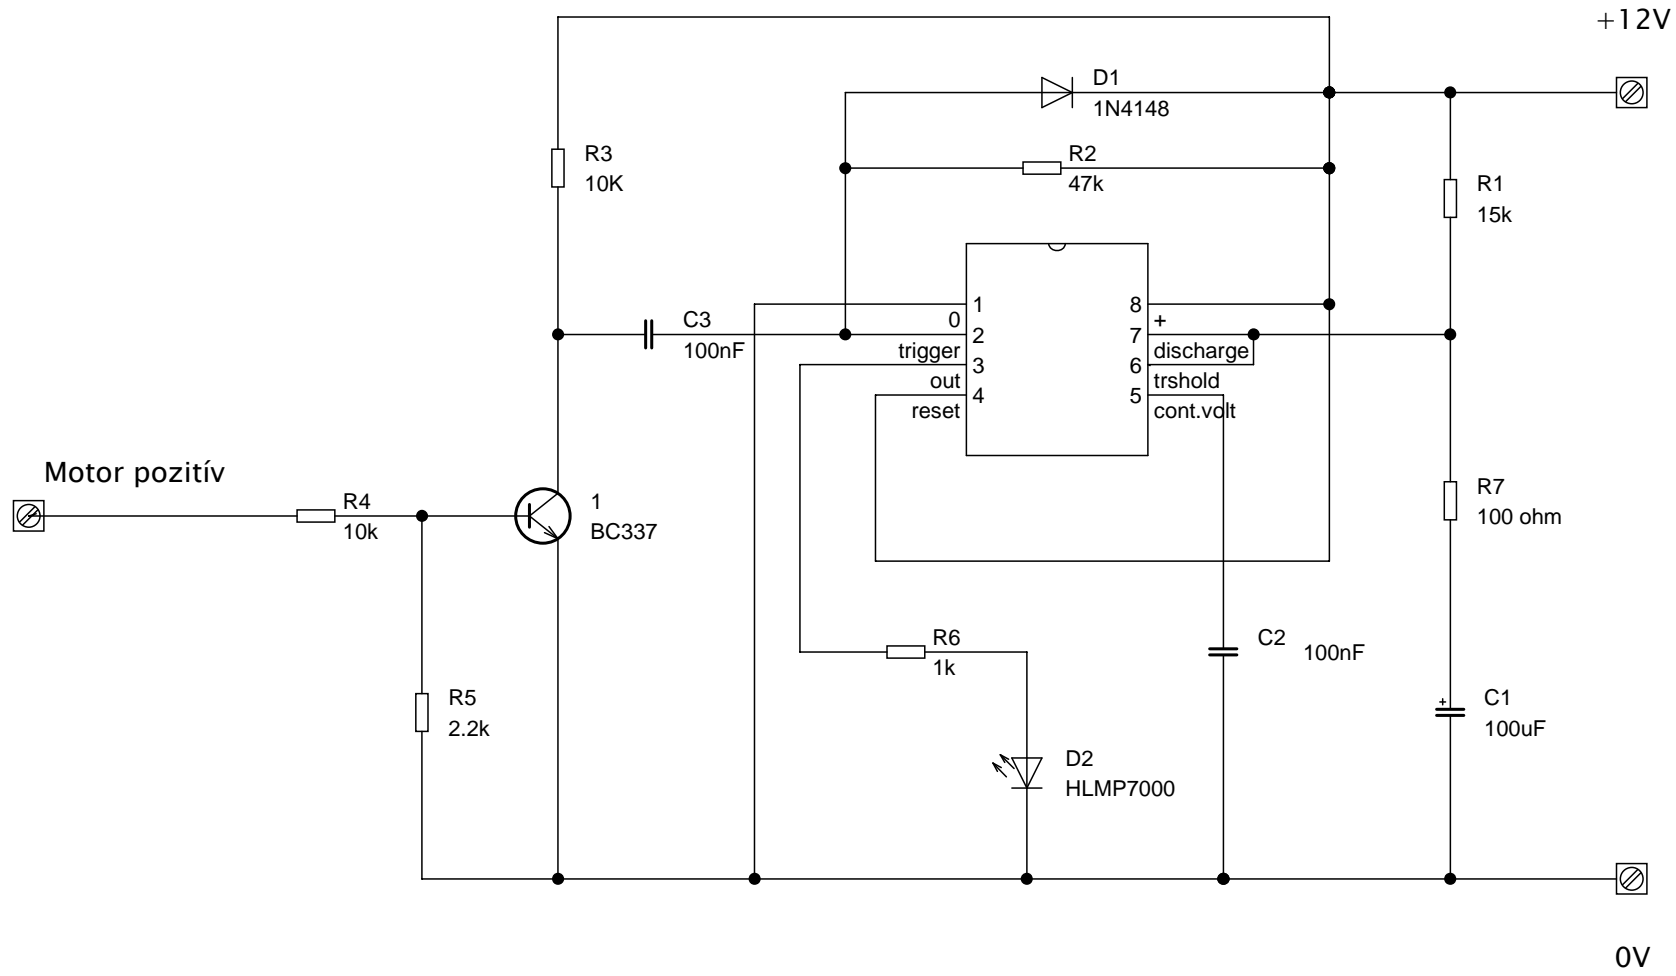 +12V
D1
1N4148
R3
10K
R2
47k
R1
15k
1
8
0
+
C3
100nF
2
7
trigger
discharge
3
6
out
trshold
4
5
reset
cont.volt
Motor pozitív
R4
10k
1
BC337
R7
100 ohm
R6
1k
C2
100nF
R5
2.2k
+
C1
100uF
D2
HLMP7000
0V